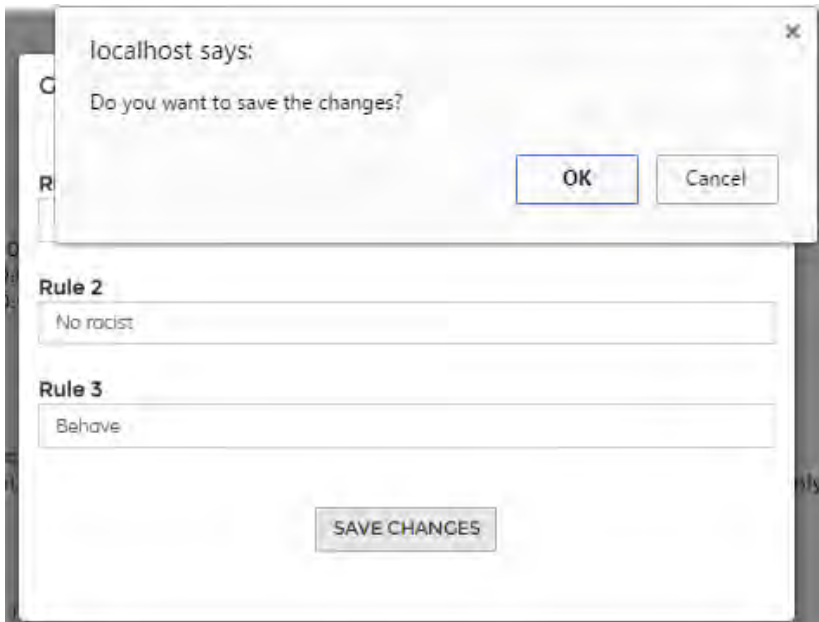 localhost says:
Do you want to save the changes?
OK
Cancel
Rule 2
No racist
Rule 3
Behave
SAVE CHANGES